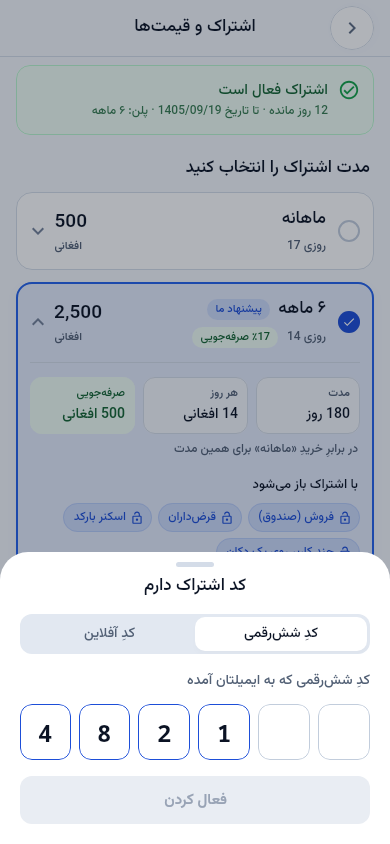 اشتراک و قیمت‌ها
اشتراک فعال است
12 روز مانده · تا تاریخ 1405/09/19 · پلن: ۶ ماهه
مدت اشتراک را انتخاب کنید
ماهانه
500
روزی 17
افغانی
۶ ماهه
پیشنهاد ما
2,500
روزی 14
17٪ صرفه‌جویی
افغانی
مدت
هر روز
صرفه‌جویی
180 روز
14 افغانی
500 افغانی
در برابرِ خریدِ «ماهانه» برای همین مدت
با اشتراک باز می‌شود
فروش (صندوق)
قرض‌داران
اسکنر بارکد
کد اشتراک دارم
کدِ شش‌رقمی
کدِ آفلاین
کدِ شش‌رقمی که به ایمیلتان آمده
4 8 2 1
فعال کردن